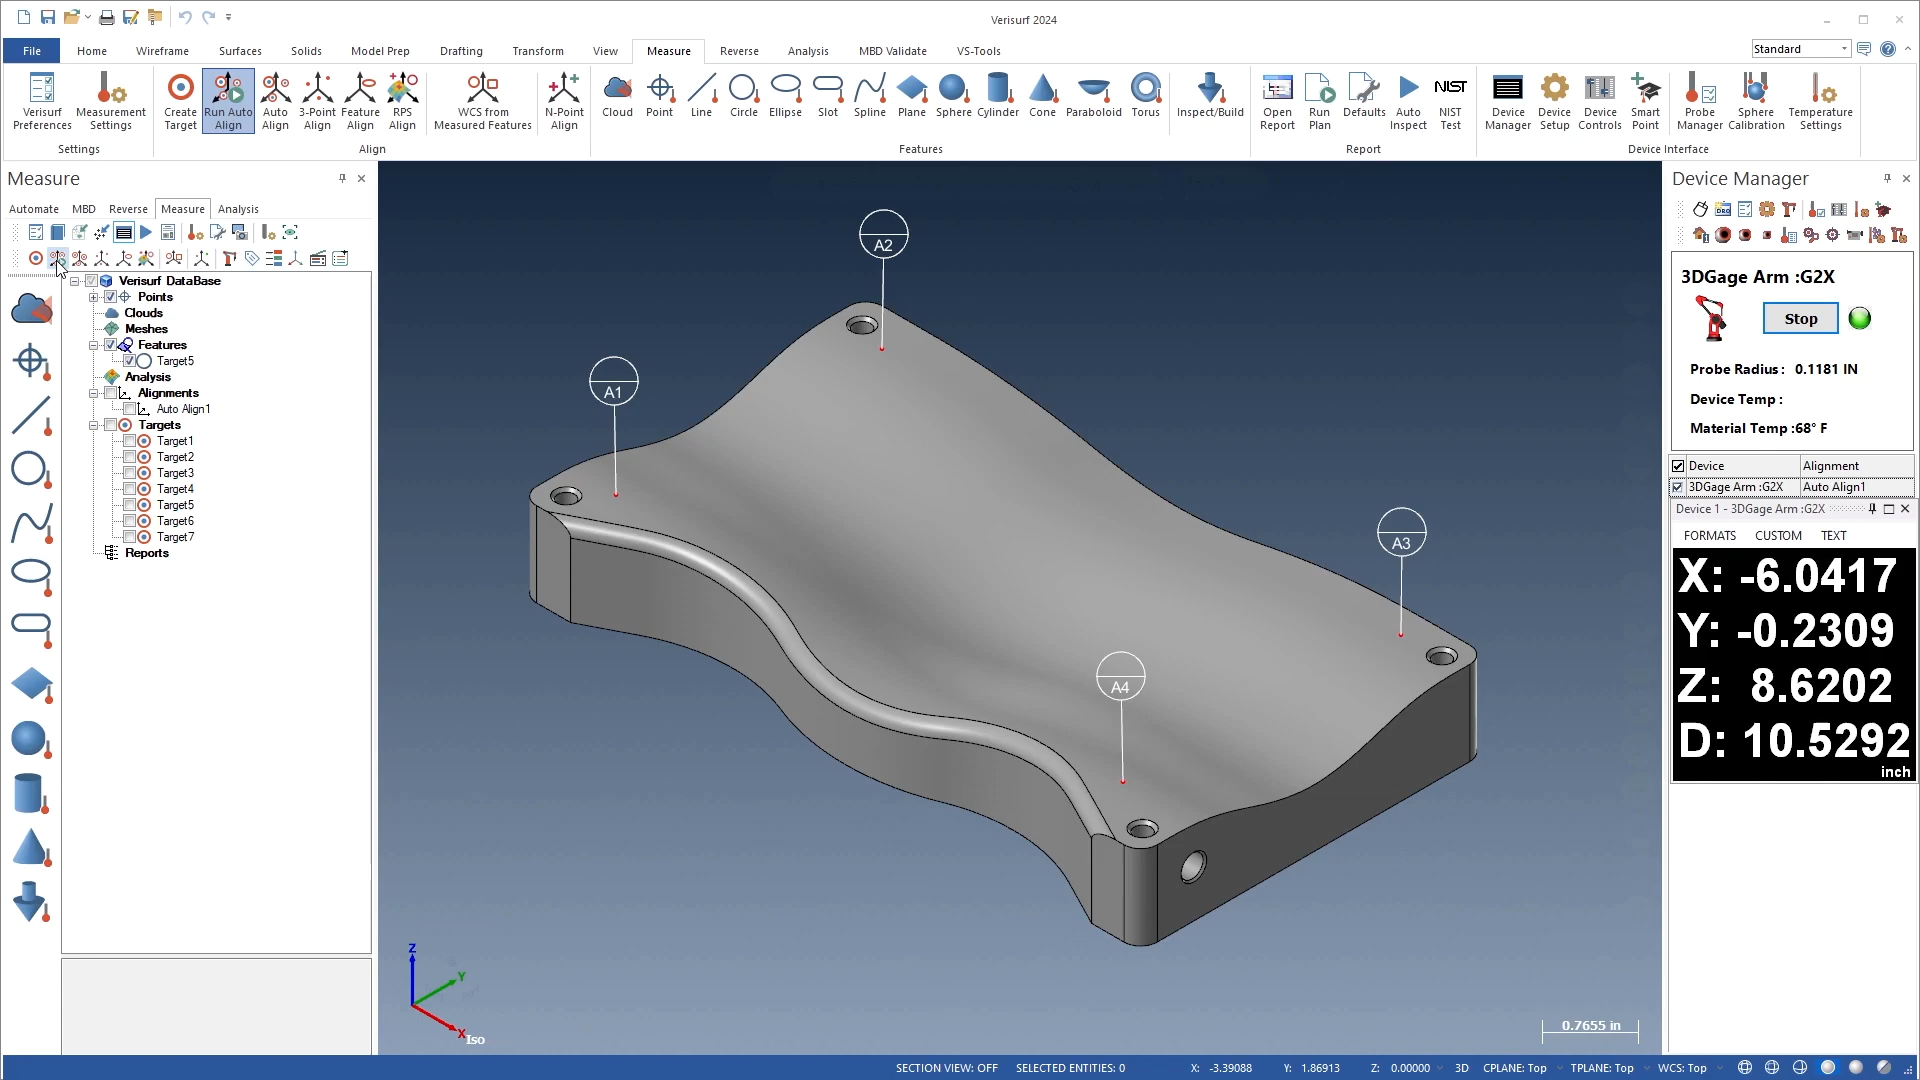 Verisurf 2024
File Home Wireframe Surfaces Solids Model Prep Drafting Transform View Measure Reverse Analysis MBD Validate VS-Tools Standard
Verisurf Preferences
Measurement Settings
Settings
Create Target
Run Auto Align
Auto Align
3-Point Align
Feature Align
RPS Align
WCS from Measured Features
N-Point Align
Align
Cloud Point Line Circle Ellipse Slot Spline Plane Sphere Cylinder Cone Paraboloid Torus
Inspect/Build
Features
Open Report
Run Plan
Defaults
Auto Inspect
NIST
NIST Test
Report
Device Manager
Device Setup
Device Controls
Smart Point
Probe Manager
Sphere Calibration
Temperature Settings
Device Interface
Measure
Automate MBD Reverse Measure Analysis
Verisurf DataBase
Points
Clouds
Meshes
Features
Target5
Analysis
Alignments
Auto Align1
Targets
Target1
Target2
Target3
Target4
Target5
Target6
Target7
Reports
A2
A1
A3
A4
Z
Y
X
Iso
0.7655 in
Device Manager
DRO
3DGage Arm :G2X
Stop
Probe Radius : 0.1181 IN
Device Temp :
Material Temp :68° F
Device Alignment
3DGage Arm :G2X Auto Align1
Device 1 - 3DGage Arm :G2X
FORMATS CUSTOM TEXT
X: -6.0417
Y: -0.2309
Z: 8.6202
D: 10.5292
inch
SECTION VIEW: OFF SELECTED ENTITIES: 0 X: -3.39088 Y: 1.86913 Z: 0.00000 3D CPLANE: Top TPLANE: Top WCS: Top